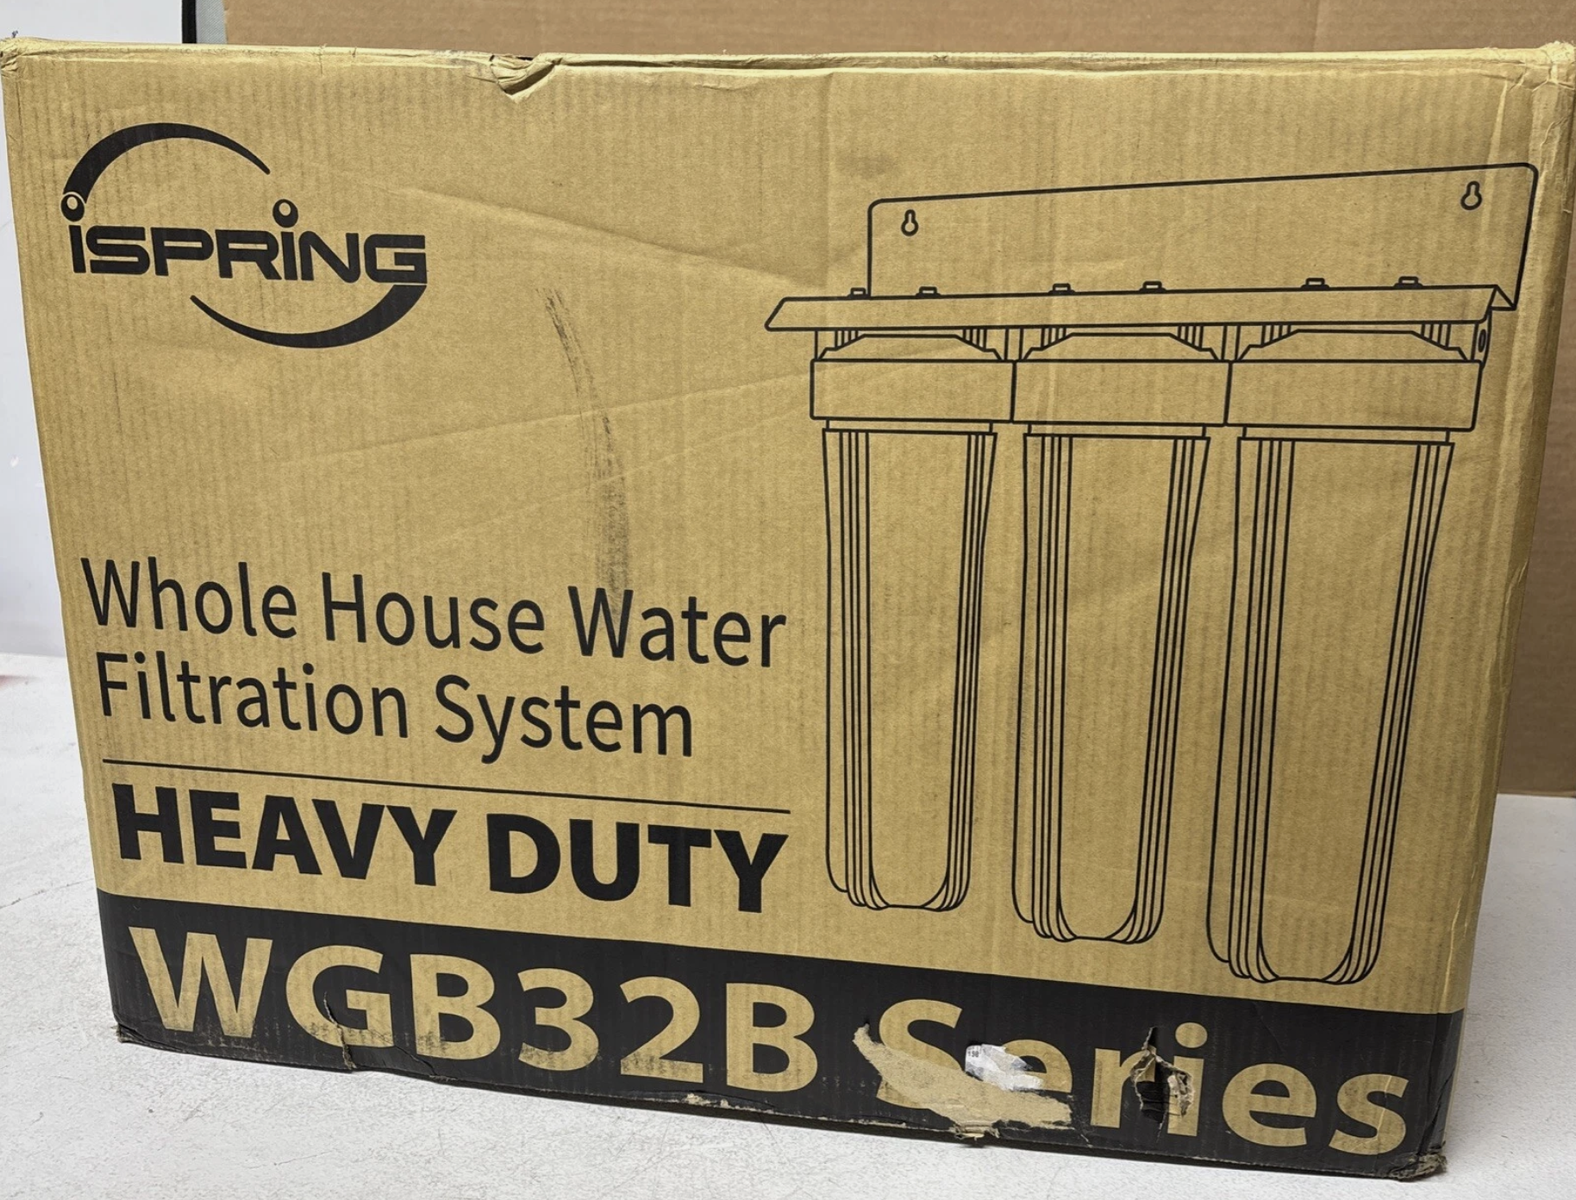 iSPRiNG
Whole House Water
Filtration System
HEAVY DUTY
WGB32B Series